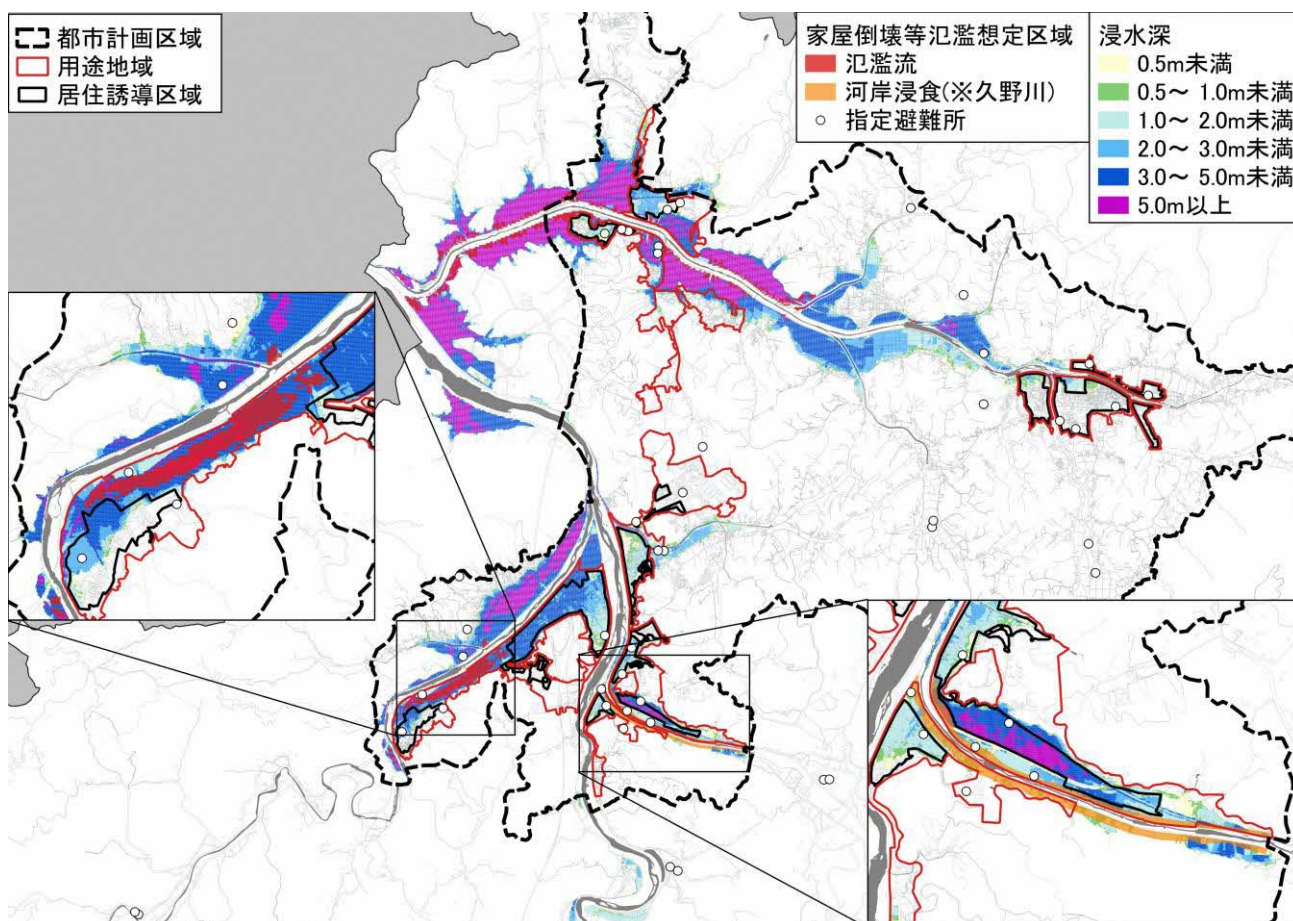 都市計画区域
用途地域
居住誘導区域
家屋倒壊等氾濫想定区域
氾濫流
河岸浸食(※久野川)
指定避難所
浸水深
0.5m未満
0.5～ 1.0m未満
1.0～ 2.0m未満
2.0～ 3.0m未満
3.0～ 5.0m未満
5.0m以上